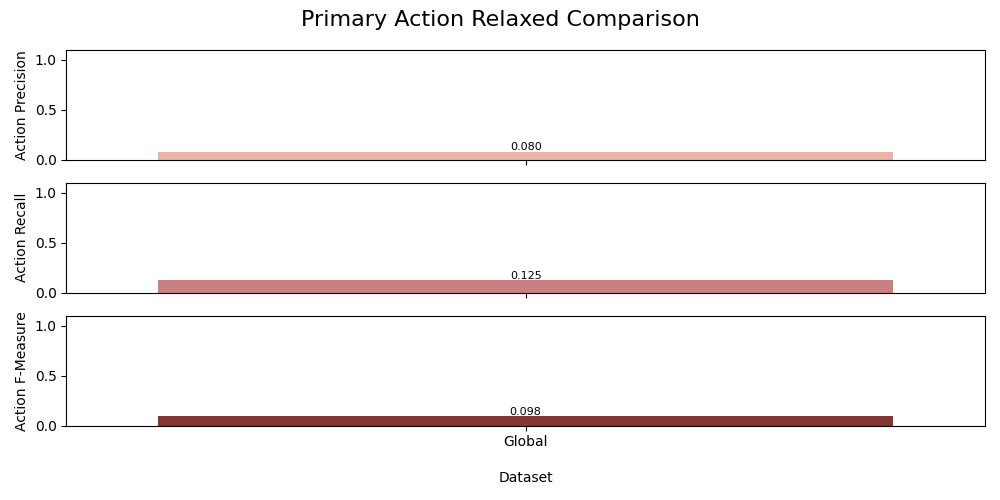 Primary Action Relaxed Comparison
Action Precision
1.0
0.5
0.0
0.080
Action Recall
1.0
0.5
0.0
0.125
Action F-Measure
1.0
0.5
0.0
0.098
Global
Dataset